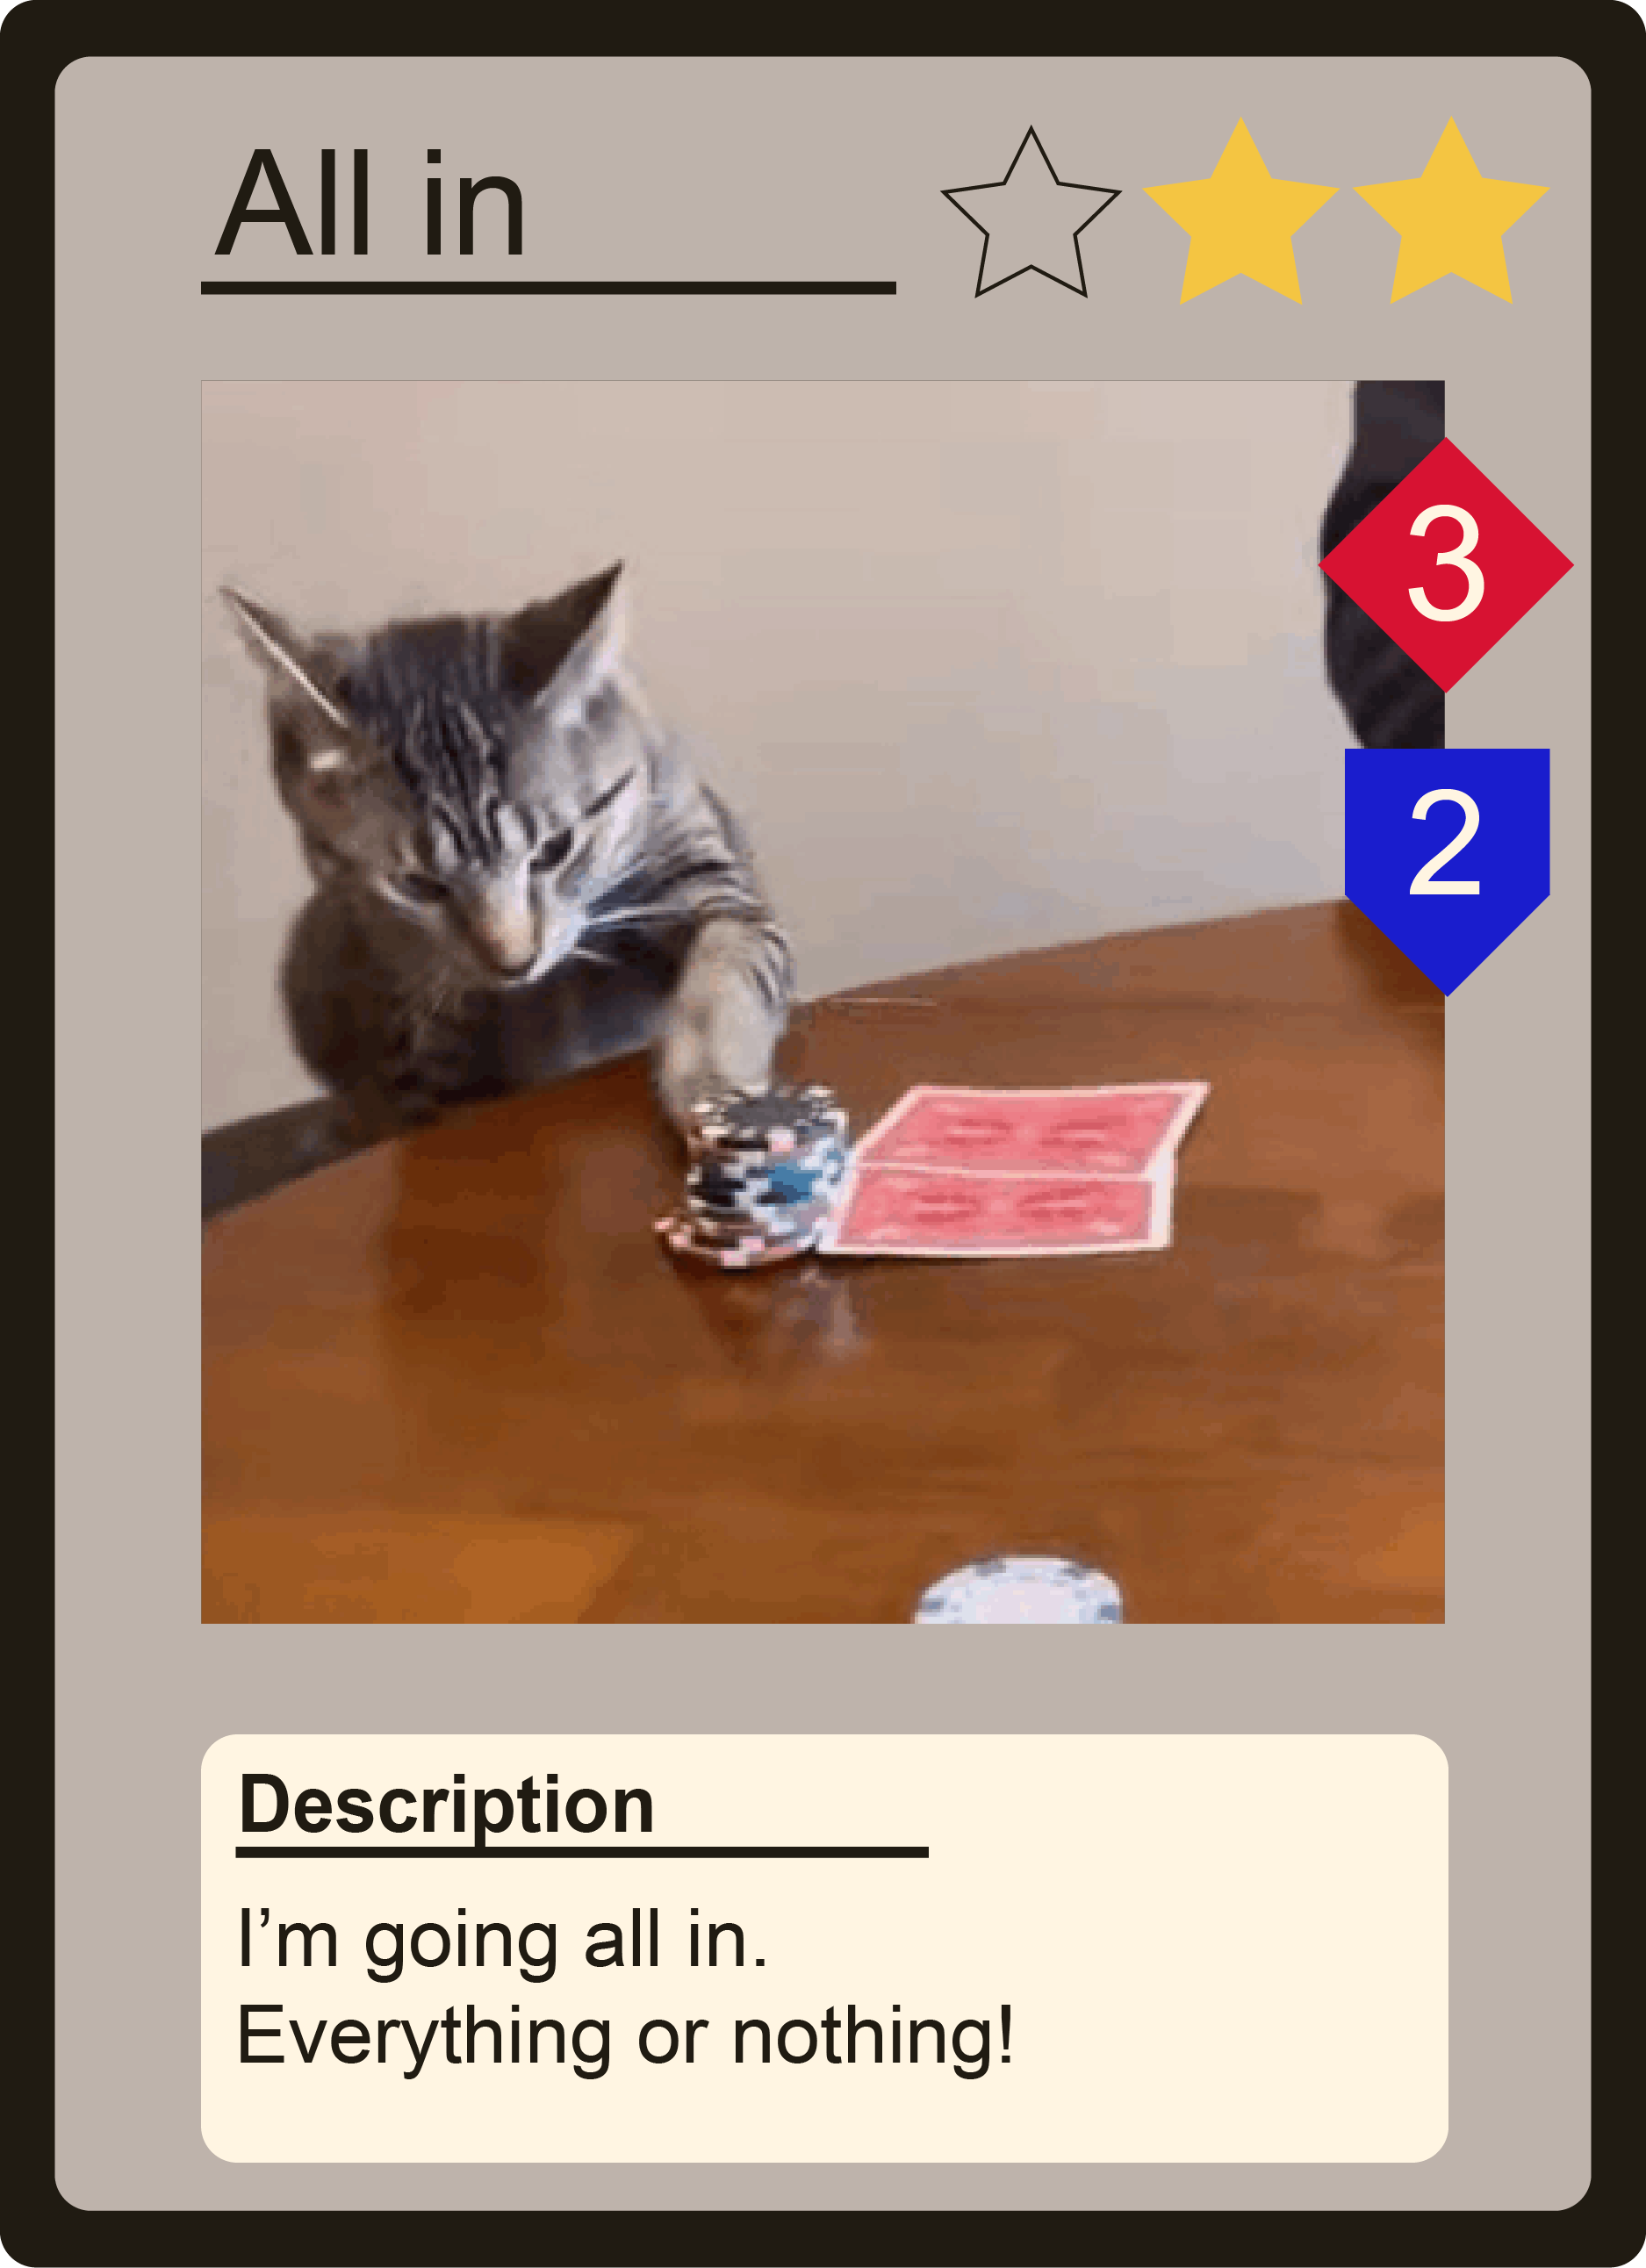 All in
3
2
Description
I’m going all in.
Everything or nothing!